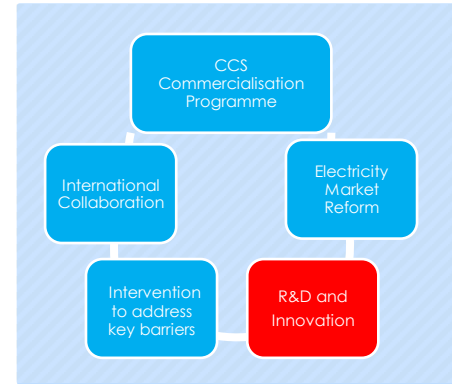 CCS
Commercialisation
Programme
International
Collaboration
Electricity
Market
Reform
Intervention
to address
key barriers
R&D and
Innovation